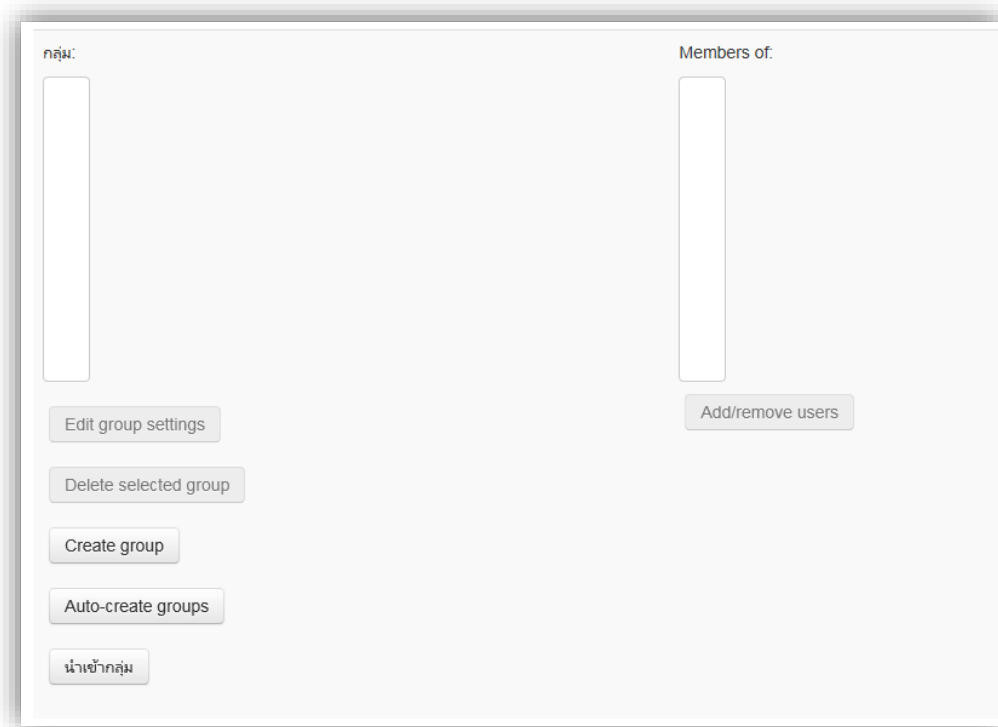 กลุ่ม:
Members of:
Edit group settings
Add/remove users
Delete selected group
Create group
Auto-create groups
นำเข้ากลุ่ม